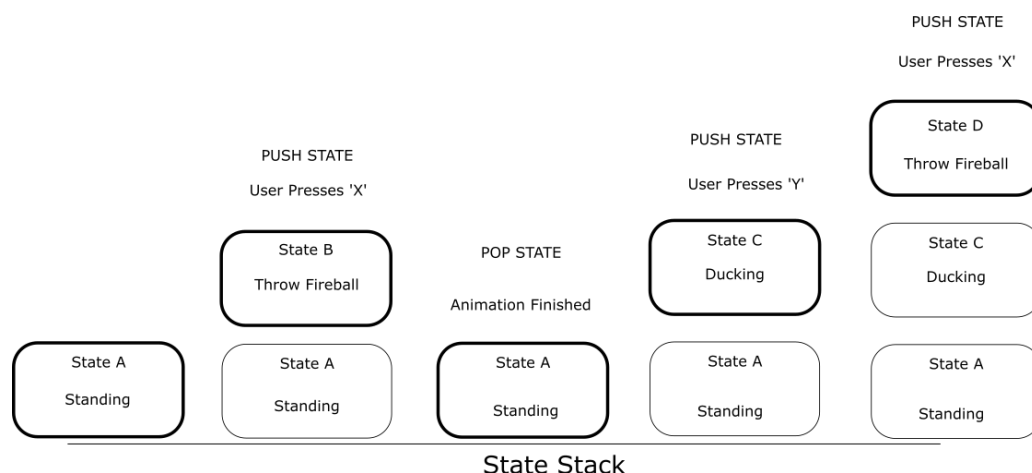 State A
Standing
PUSH STATE
User Presses 'X'
State B
Throw Fireball
State A
Standing
POP STATE
Animation Finished
State A
Standing
PUSH STATE
User Presses 'Y'
State C
Ducking
State A
Standing
PUSH STATE
User Presses 'X'
State D
Throw Fireball
State C
Ducking
State A
Standing
State Stack